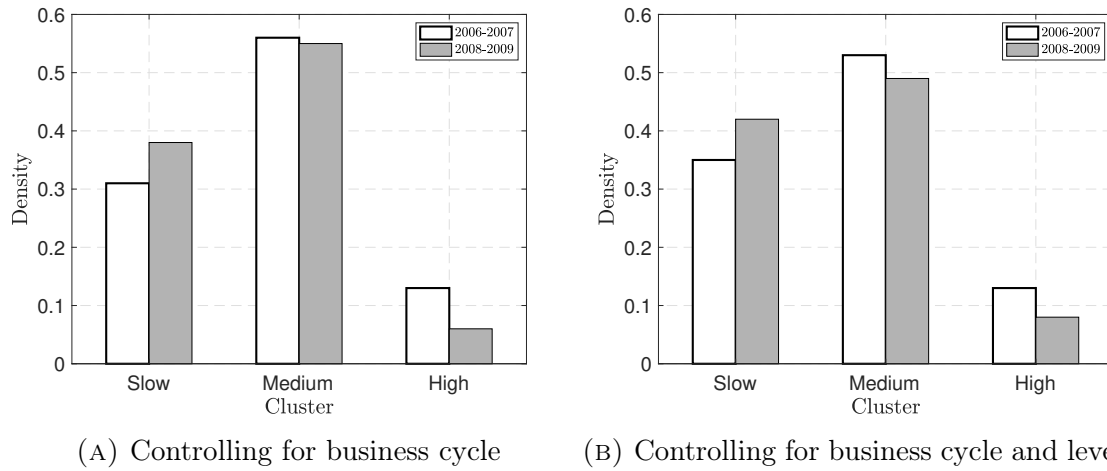 0.6
0.5
0.4
0.3
0.2
0.1
0
Density
2006-2007
2008-2009
Slow Medium High
Cluster
(A) Controlling for business cycle
0.6
0.5
0.4
0.3
0.2
0.1
0
Density
2006-2007
2008-2009
Slow Medium High
Cluster
(B) Controlling for business cycle and leve